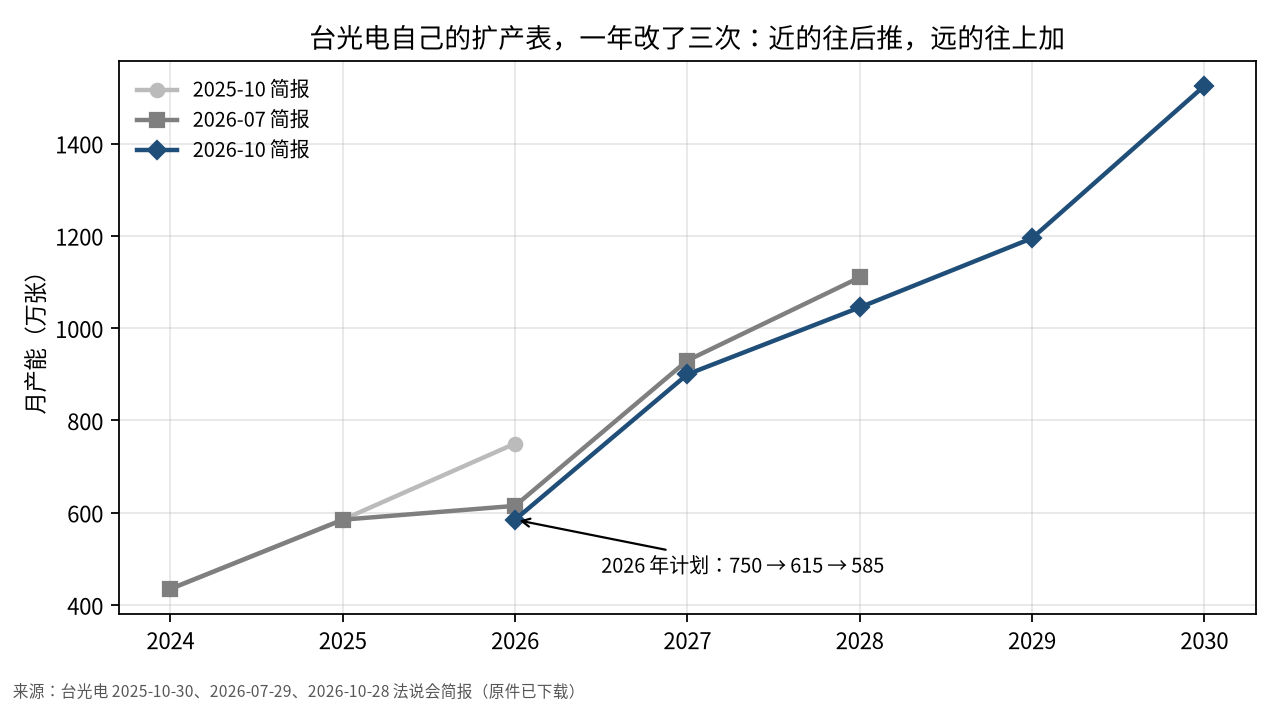 台光电自己的扩产表，一年改了三次：近的往后推，远的往上加
2025-10 简报
2026-07 简报
2026-10 简报
月产能（万张）
1400
1200
1000
800
600
400
2026 年计划：750 → 615 → 585
2024
2025
2026
2027
2028
2029
2030
来源：台光电 2025-10-30、2026-07-29、2026-10-28 法说会简报（原件已下载）